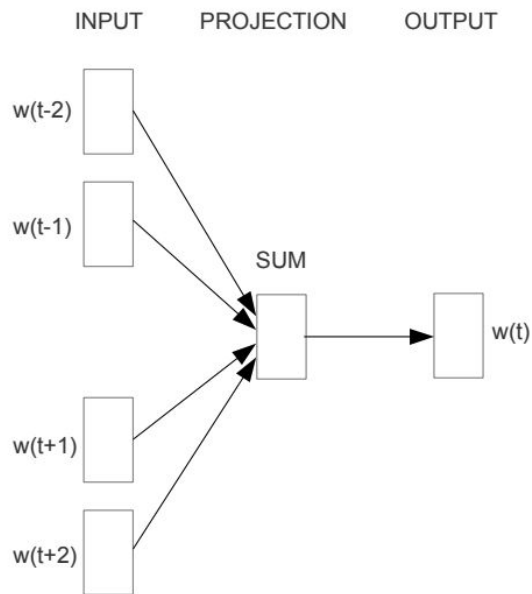 INPUT PROJECTION OUTPUT
w(t-2)
w(t-1)
SUM
w(t)
w(t+1)
w(t+2)